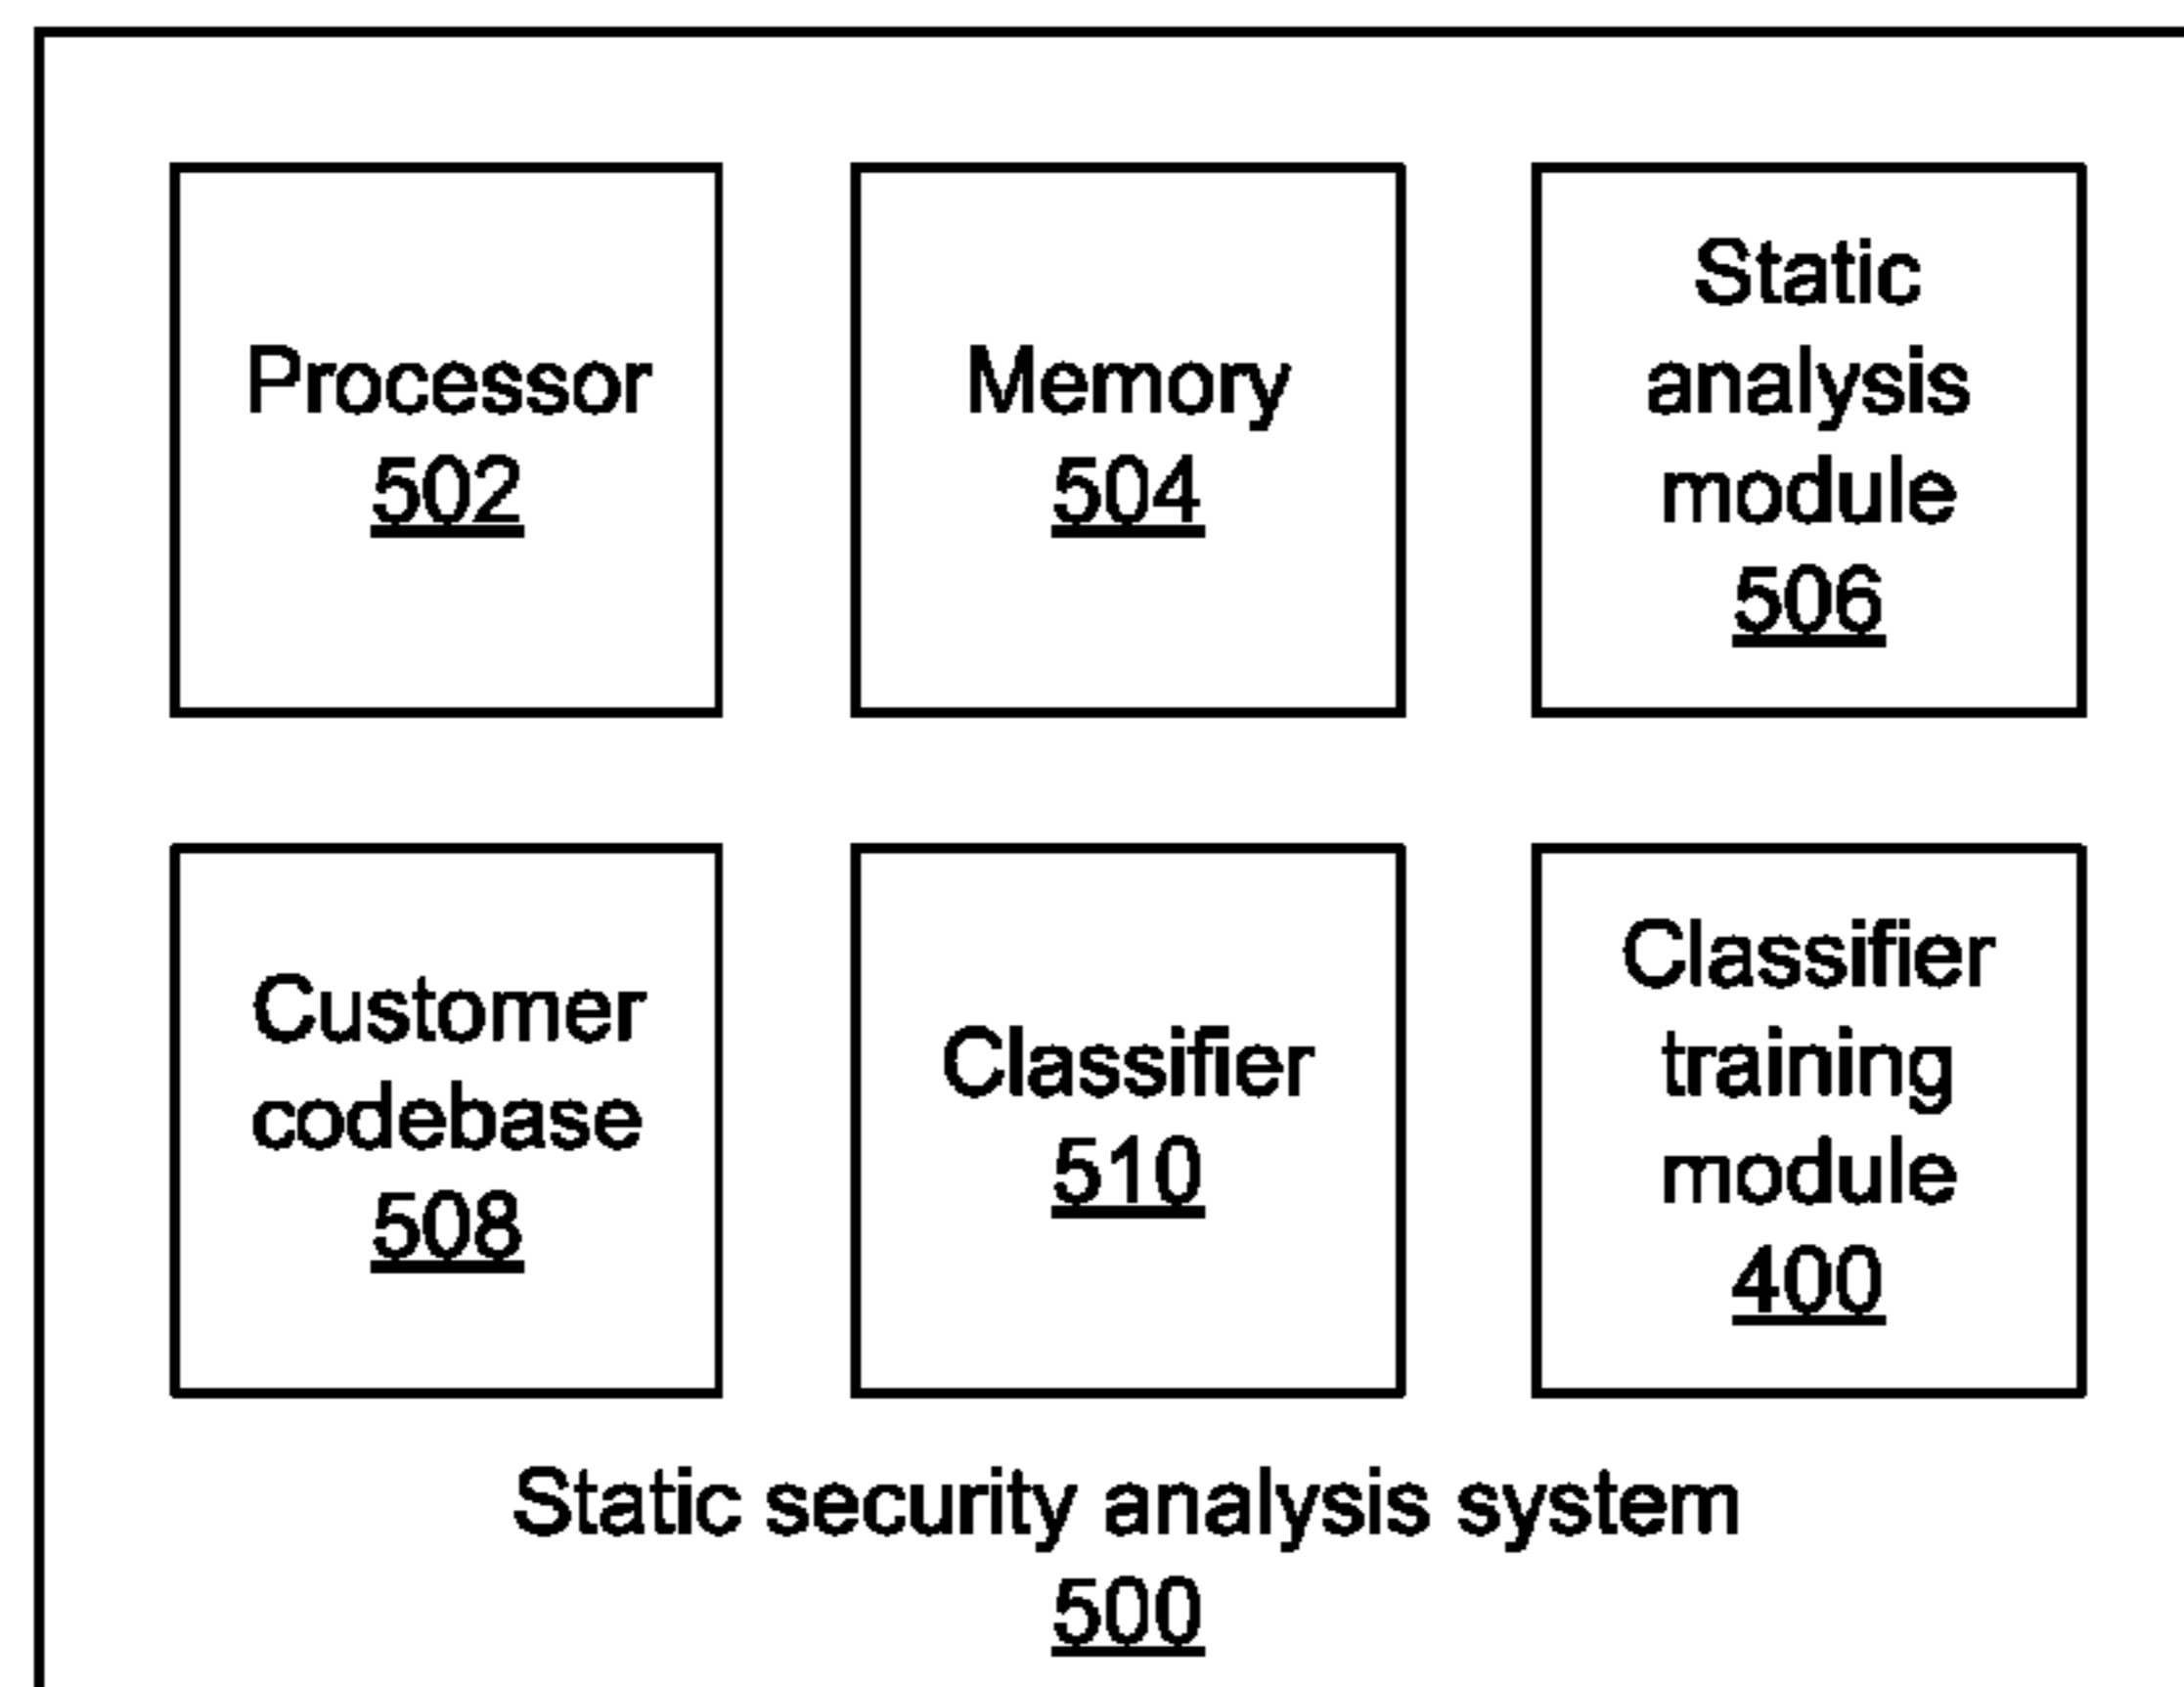 Processor
502
Memory
504
Static
analysis
module
506
Customer
codebase
508
Classifier
510
Classifier
training
module
400
Static security analysis system
500